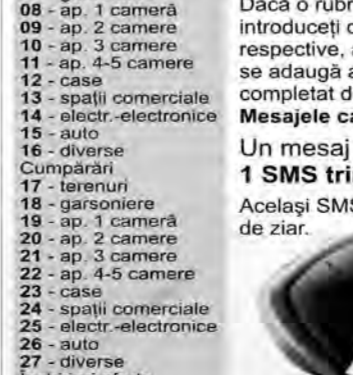 08 - ap. 1 cameră
09 - ap. 2 camere
10 - ap. 3 camere
11 - ap. 4-5 camere
12 - case
13 - spaţii comerciale
14 - electr.-electronice
15 - auto
16 - diverse
Cumpărări
17 - terenuri
18 - garsoniere
19 - ap. 1 cameră
20 - ap. 2 camere
21 - ap. 3 camere
22 - ap. 4-5 camere
23 - case
24 - spaţii comerciale
25 - electr.-electronice
26 - auto
27 - diverse
Dacă o rubr
introduceţi
respective,
se adaugă
completat d
Mesajele ca
Un mesaj
1 SMS tri
Acelaşi SMS
de ziar.